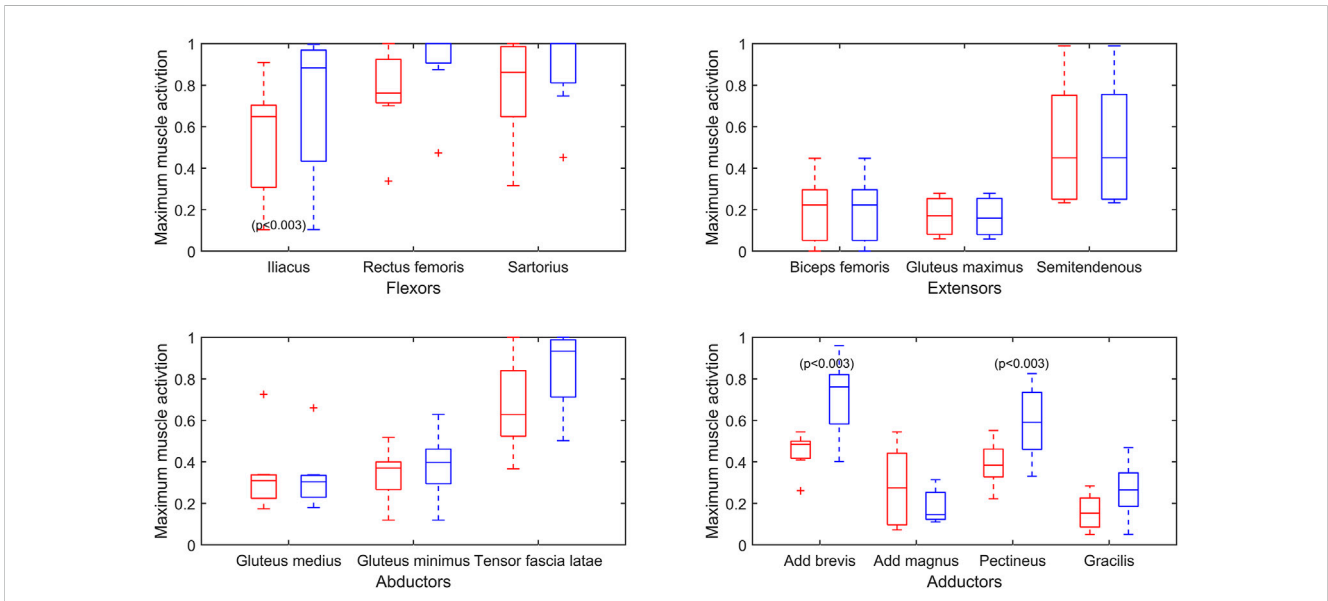 Maximum muscle activtion
1
0.8
0.6
0.4
0.2
0
(p<0.003)
Iliacus Rectus femoris Sartorius
Flexors
Maximum muscle activtion
1
0.8
0.6
0.4
0.2
0
Biceps femoris Gluteus maximus Semitendenous
Extensors
Maximum muscle activtion
1
0.8
0.6
0.4
0.2
0
Gluteus medius Gluteus minimus Tensor fascia latae
Abductors
Maximum muscle activtion
1
0.8
0.6
0.4
0.2
0
(p<0.003) (p<0.003)
Add brevis Add magnus Pectineus Gracilis
Adductors